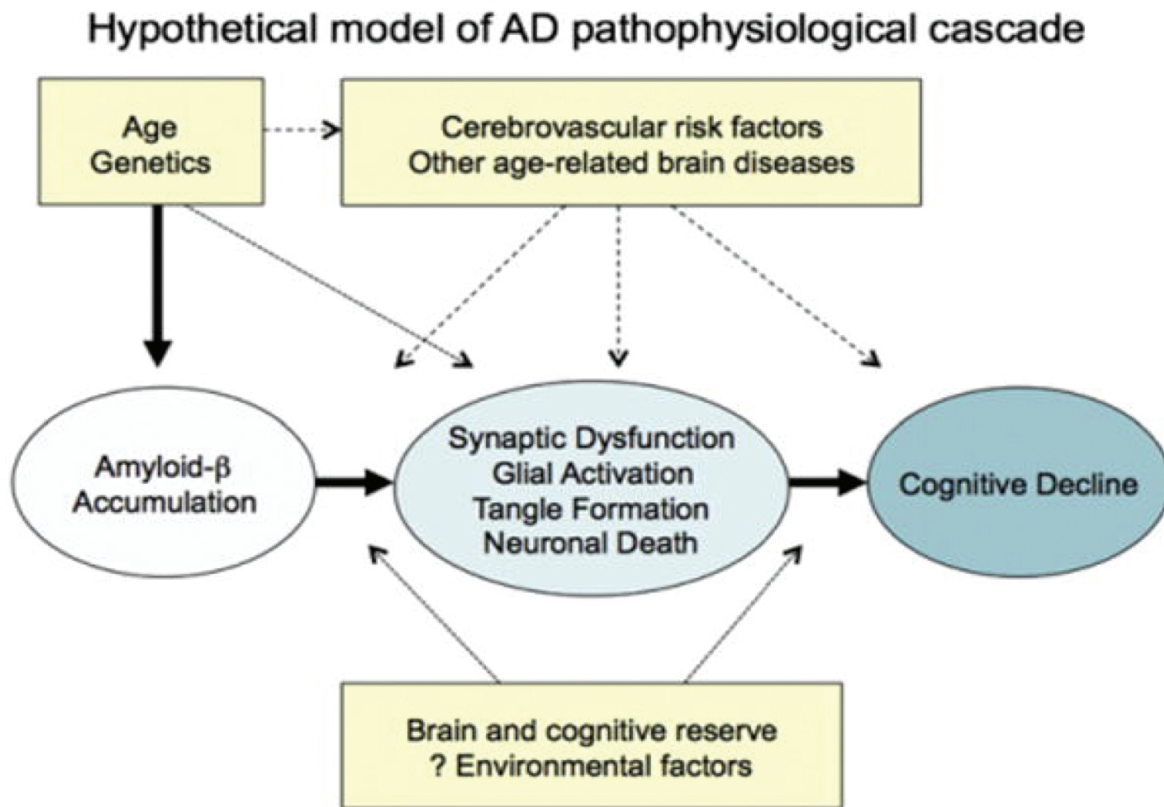 Hypothetical model of AD pathophysiological cascade
Age
Genetics
Cerebrovascular risk factors
Other age-related brain diseases
Amyloid-β
Accumulation
Synaptic Dysfunction
Glial Activation
Tangle Formation
Neuronal Death
Cognitive Decline
Brain and cognitive reserve
? Environmental factors